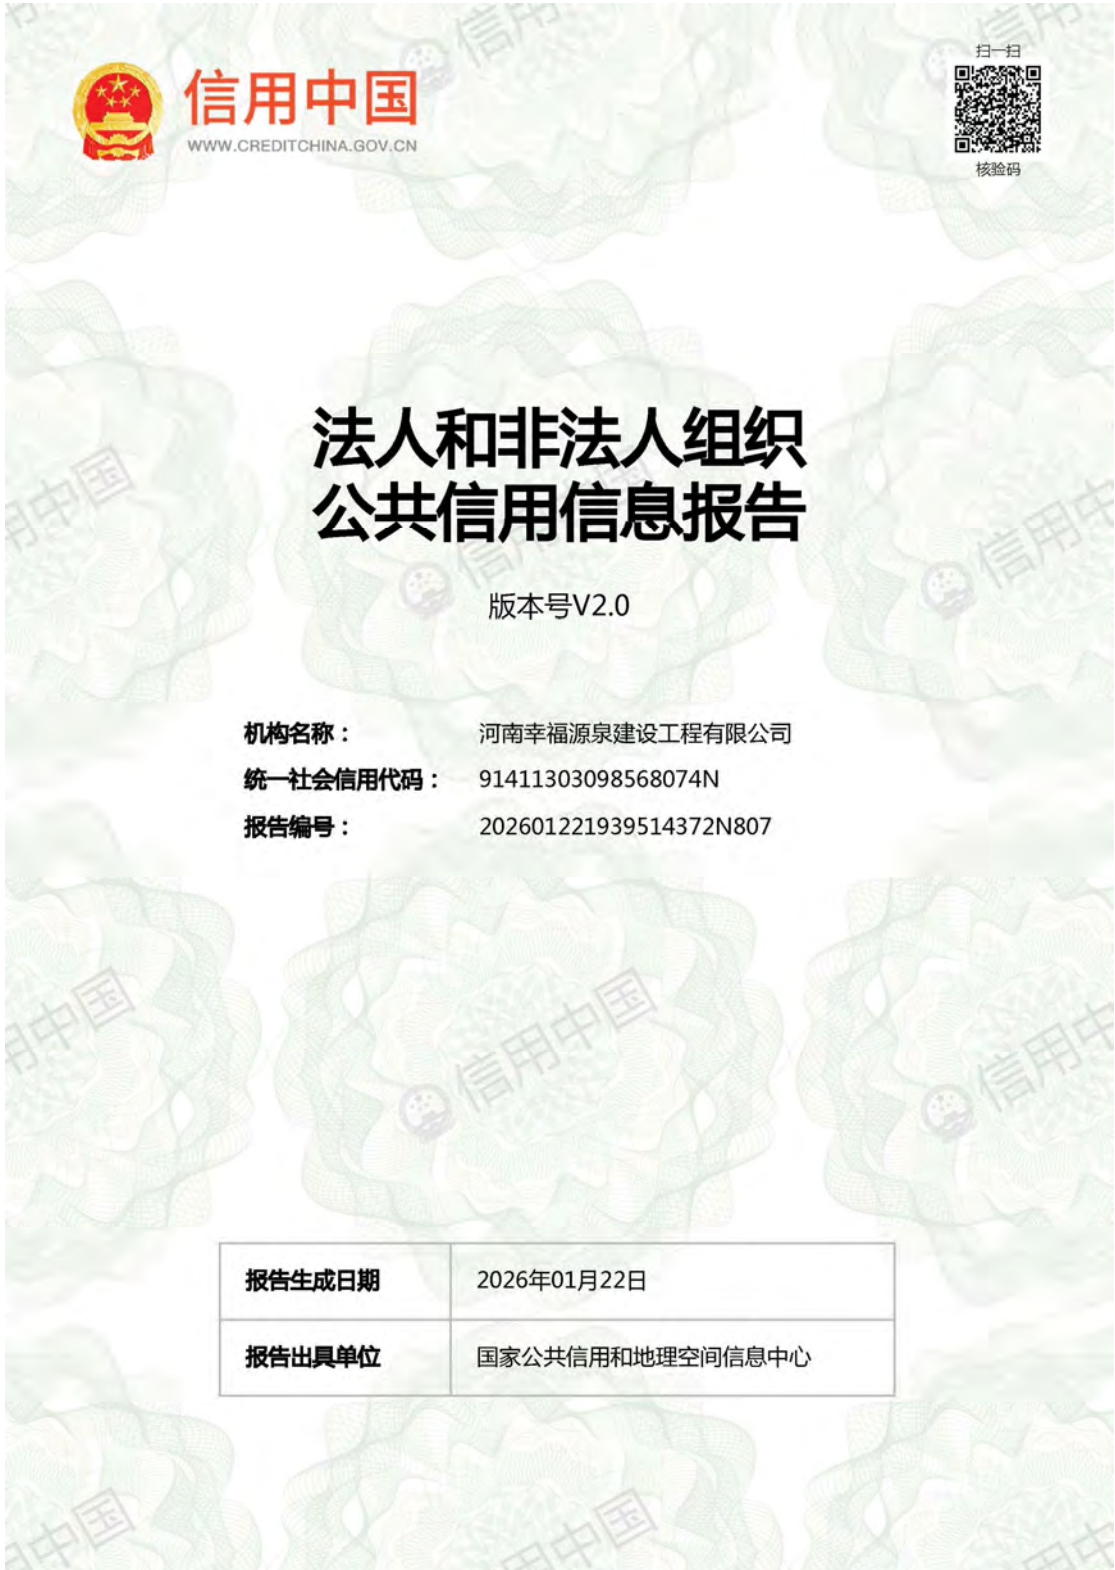 信用中国
WWW.CREDITCHINA.GOV.CN
扫一扫
核验码
法人和非法人组织
公共信用信息报告
版本号V2.0
机构名称： 河南幸福源泉建设工程有限公司
统一社会信用代码： 91411303098568074N
报告编号： 202601221939514372N807
报告生成日期 2026年01月22日
报告出具单位 国家公共信用和地理空间信息中心